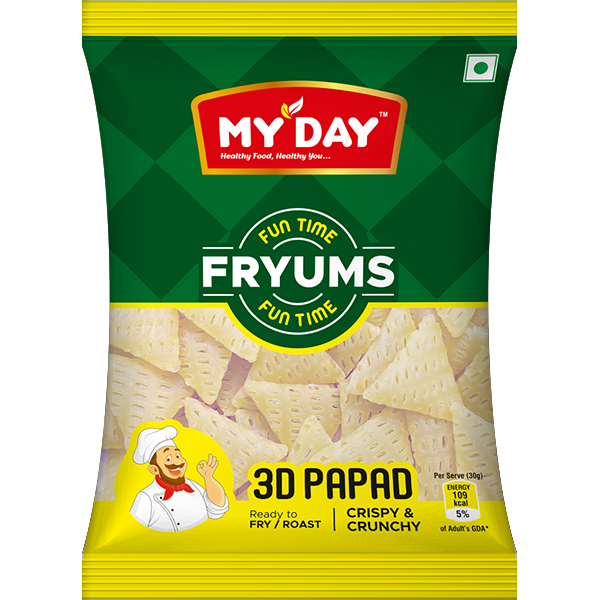 MY DAY™
Healthy Food, Healthy You...
FUN TIME
FRYUMS
FUN TIME
3D PAPAD
Ready to
FRY / ROAST
CRISPY &
CRUNCHY
Per Serve (30g)
ENERGY
109
kcal
5%
of Adult's GDA*